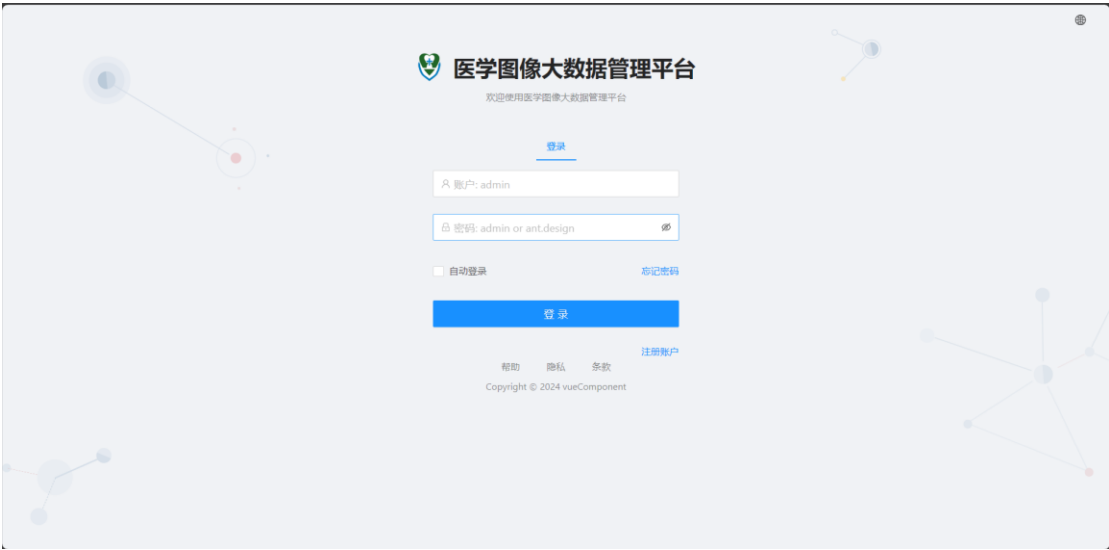 医学图像大数据管理平台
欢迎使用医学图像大数据管理平台
登录
账户: admin
密码: admin or ant.design
自动登录 忘记密码
登 录
注册账户
帮助 隐私 条款
Copyright © 2024 vueComponent